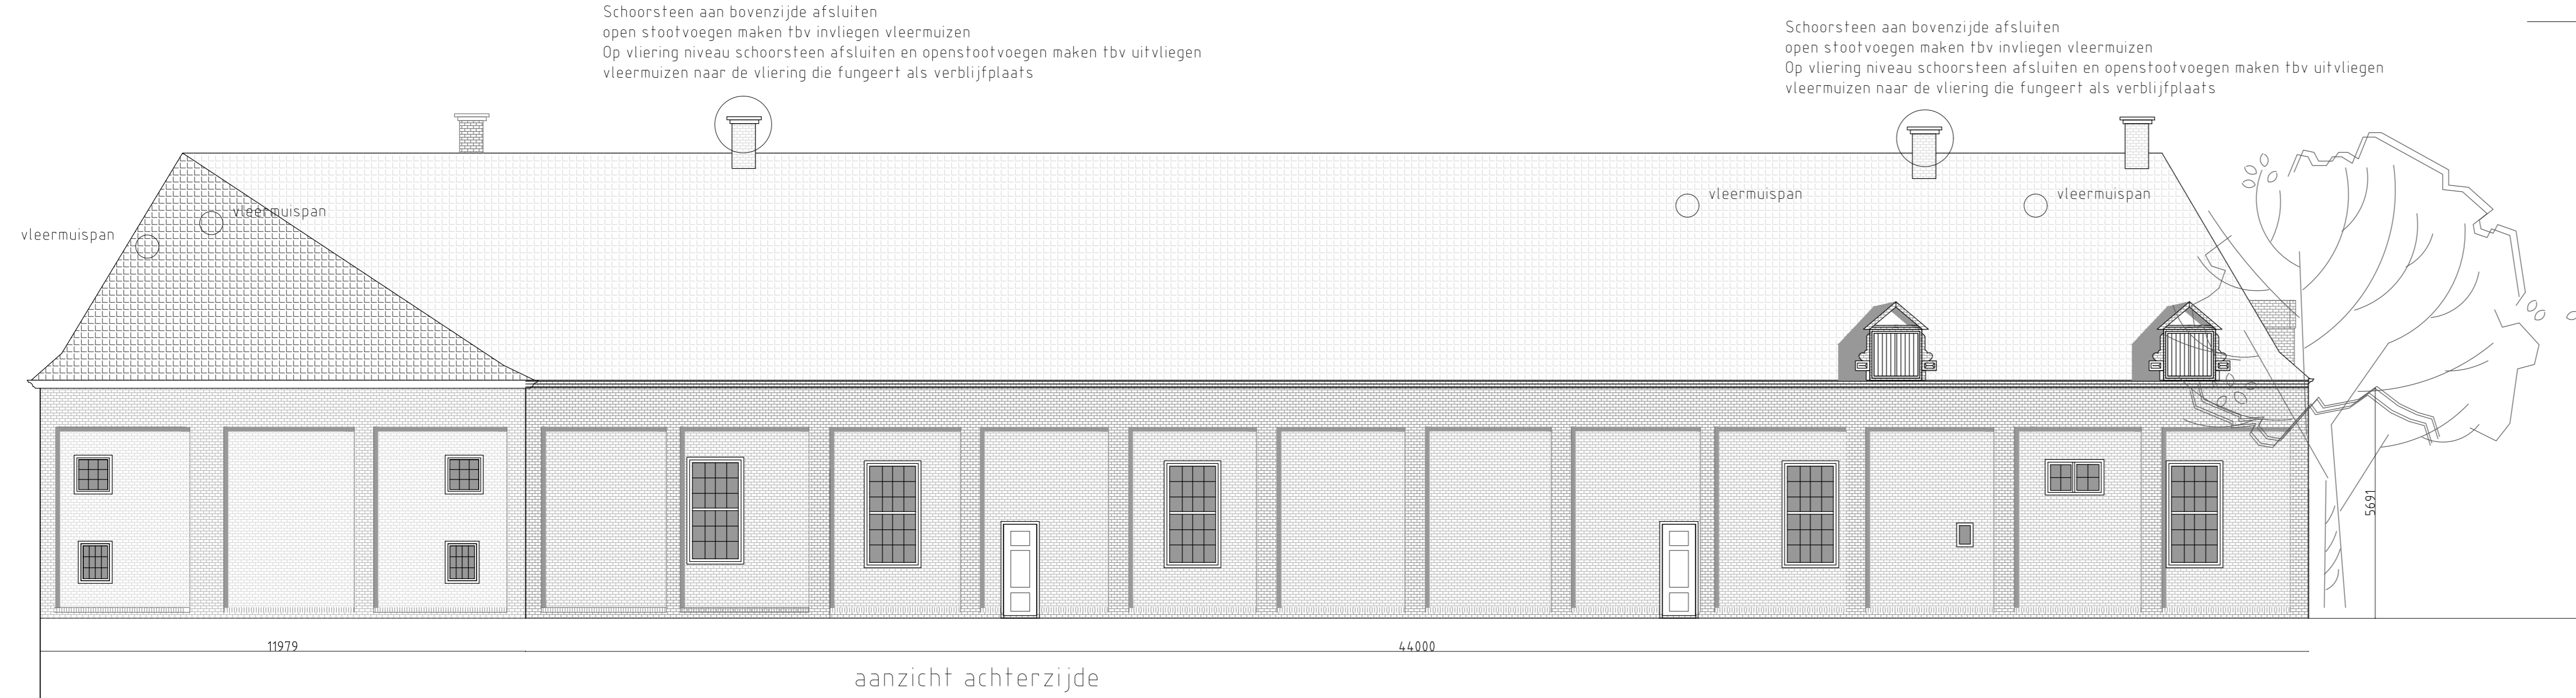 Schoorsteen aan bovenzijde afsluiten
open stootvoegen maken tbv invliegen vleermuizen
Op vliering niveau schoorsteen afsluiten en openstootvoegen maken tbv uitvliegen
vleermuizen naar de vliering die fungeert als verblijfplaats
Schoorsteen aan bovenzijde afsluiten
open stootvoegen maken tbv invliegen vleermuizen
Op vliering niveau schoorsteen afsluiten en openstootvoegen maken tbv uitvliegen
vleermuizen naar de vliering die fungeert als verblijfplaats
vleermuispan
vleermuispan
vleermuispan
vleermuispan
5691
11979
44000
aanzicht achterzijde